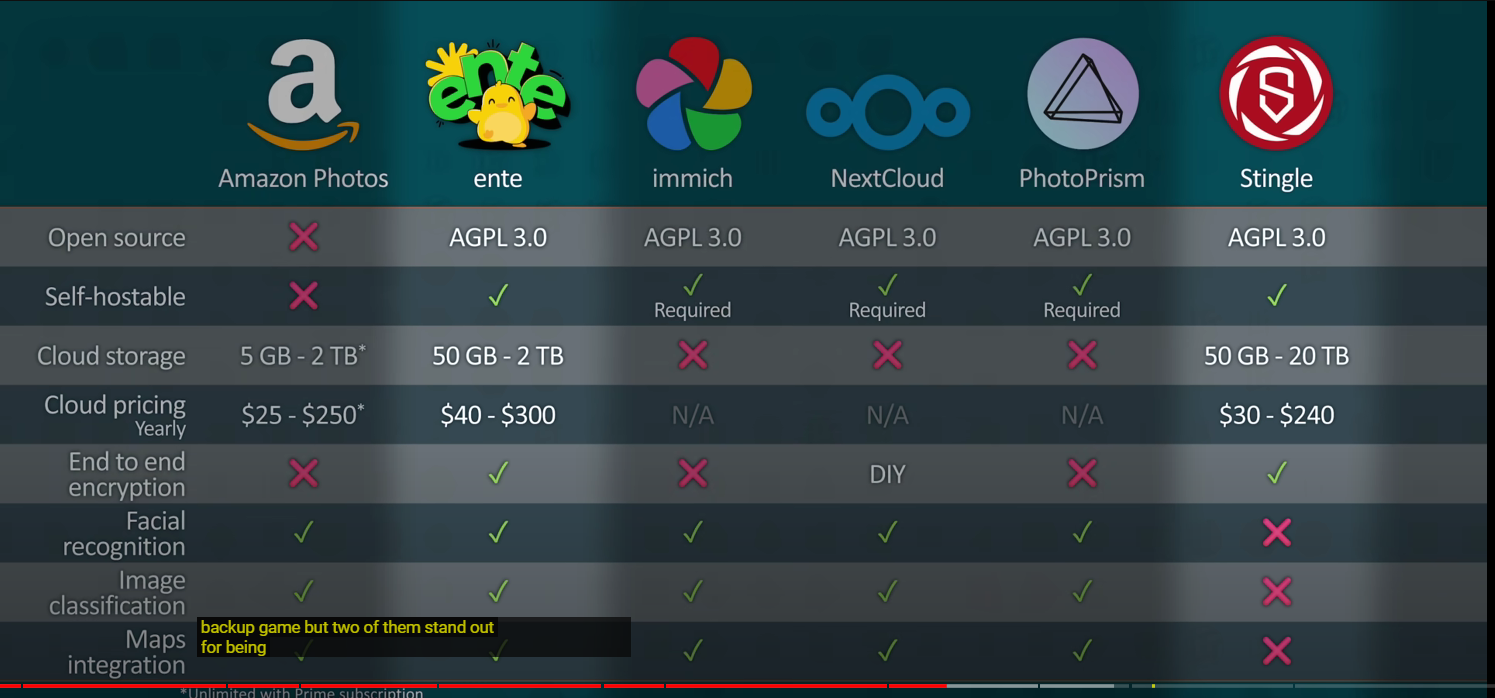 a
ente
Amazon Photos ente immich NextCloud PhotoPrism Stingle
Open source AGPL 3.0 AGPL 3.0 AGPL 3.0 AGPL 3.0 AGPL 3.0
Self-hostable ✓ ✓ Required ✓ Required ✓ Required ✓
Cloud storage 5 GB - 2 TB* 50 GB - 2 TB 50 GB - 20 TB
Cloud pricing
Yearly
$25 - $250* $40 - $300 N/A N/A N/A $30 - $240
End to end
encryption
DIY
Facial
recognition
Image
classification
Maps
integration
backup game but two of them stand out
for being
*Unlimited with Prime subscription